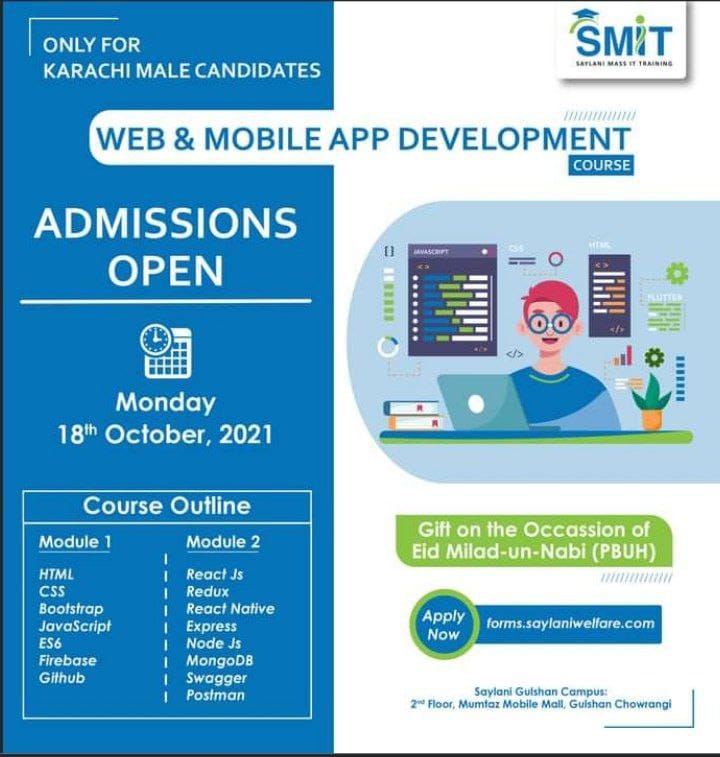 ONLY FOR
KARACHI MALE CANDIDATES
SMiT
SAYLANI MASS IT TRAINING
WEB & MOBILE APP DEVELOPMENT
COURSE
ADMISSIONS
OPEN
Monday
18th October, 2021
{}
JAVASCRIPT
< >
</>
CSS
HTML
< >
</>
FLUTTER
</>
Course Outline
Module 1
HTML
CSS
Bootstrap
JavaScript
ES6
Firebase
Github
Module 2
React Js
Redux
React Native
Express
Node Js
MongoDB
Swagger
Postman
Gift on the Occassion of
Eid Milad-un-Nabi (PBUH)
Apply
Now
forms.saylaniwelfare.com
Saylani Gulshan Campus:
2nd Floor, Mumtaz Mobile Mall, Gulshan Chowrangi